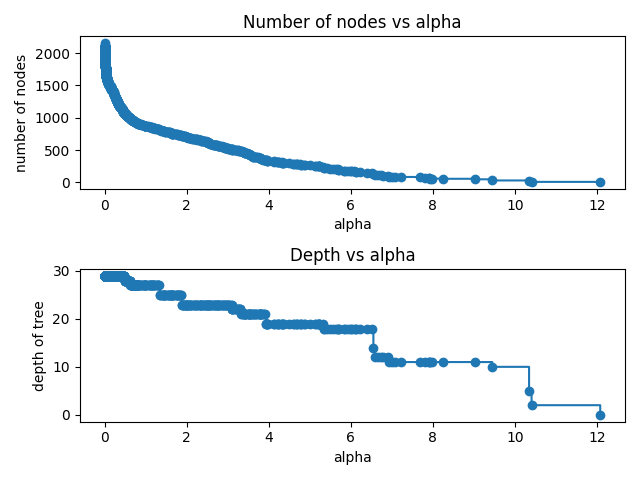 Number of nodes vs alpha
number of nodes
2000
1500
1000
500
0
0 2 4 6 8 10 12
alpha
Depth vs alpha
depth of tree
30
20
10
0
0 2 4 6 8 10 12
alpha